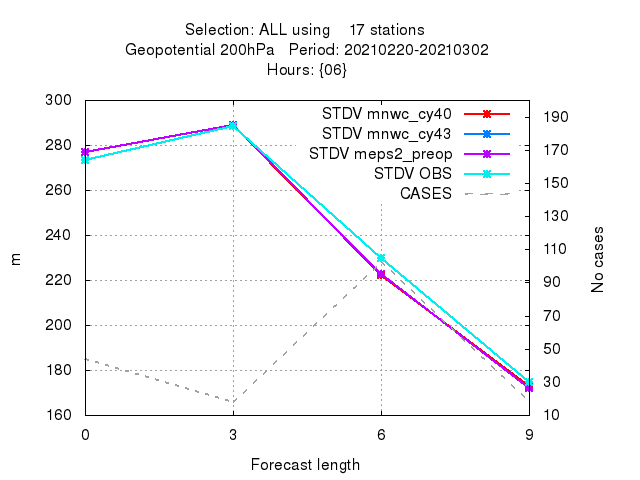 Selection: ALL using 17 stations
Geopotential 200hPa Period: 20210220-20210302
Hours: {06}
STDV mnwc_cy40
STDV mnwc_cy43
STDV meps2_preop
STDV OBS
CASES
300
280
260
240
220
200
180
160
m
190
170
150
130
110
90
70
50
30
10
No cases
0 3 6 9
Forecast length